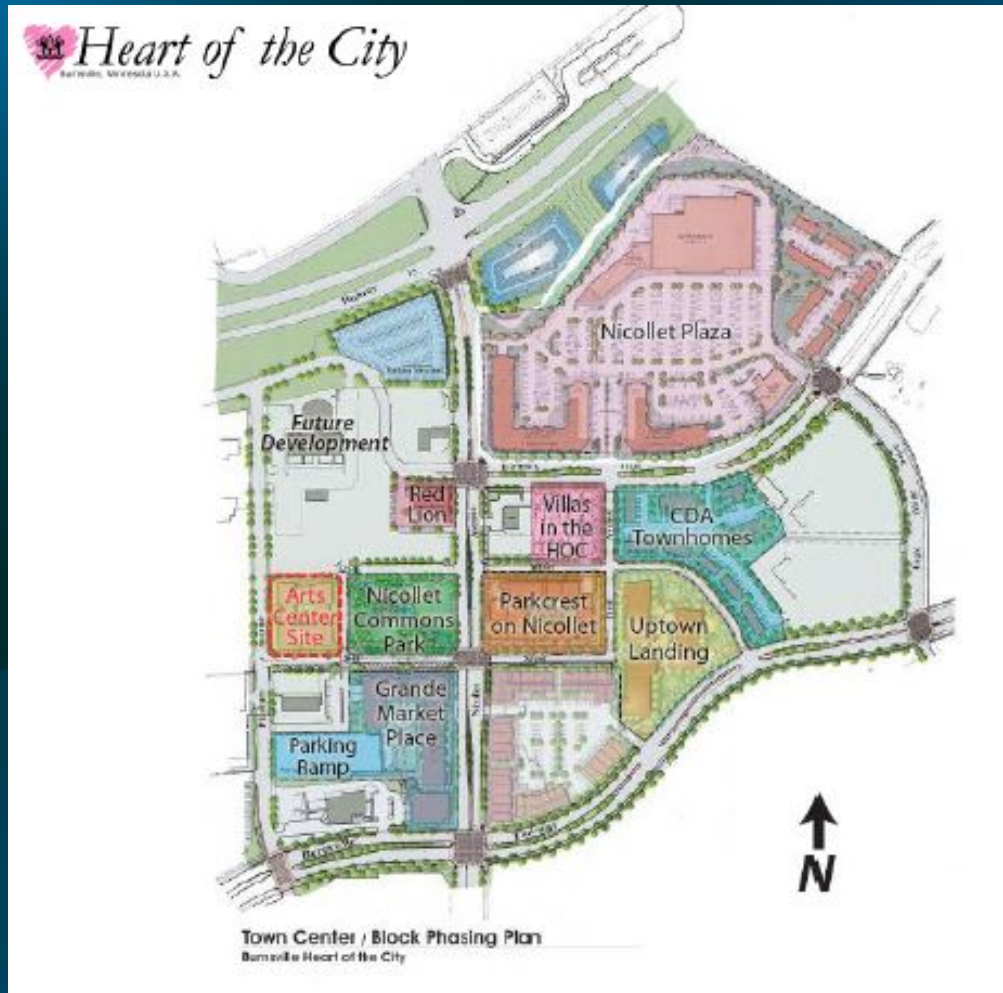 Heart of the City
Burnsville, Minnesota U.S.A.
Nicollet Plaza
Future
Development
Red
Lion
Villas
in the
HOC
CDA
Townhomes
Arts
Center
Site
Nicollet
Commons
Park
Parkcrest
on Nicollet
Uptown
Landing
Grande
Market
Place
Parking
Ramp
N
Town Center / Block Phasing Plan
Burnsville Heart of the City